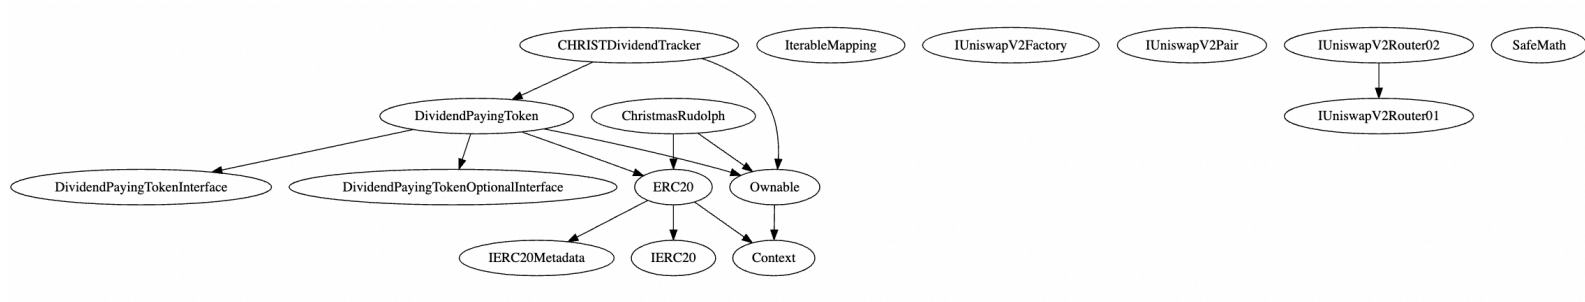 CHRISTDividendTracker
IterableMapping
IUniswapV2Factory
IUniswapV2Pair
IUniswapV2Router02
SafeMath
DividendPayingToken
ChristmasRudolph
IUniswapV2Router01
DividendPayingTokenInterface
DividendPayingTokenOptionalInterface
ERC20
Ownable
IERC20Metadata
IERC20
Context